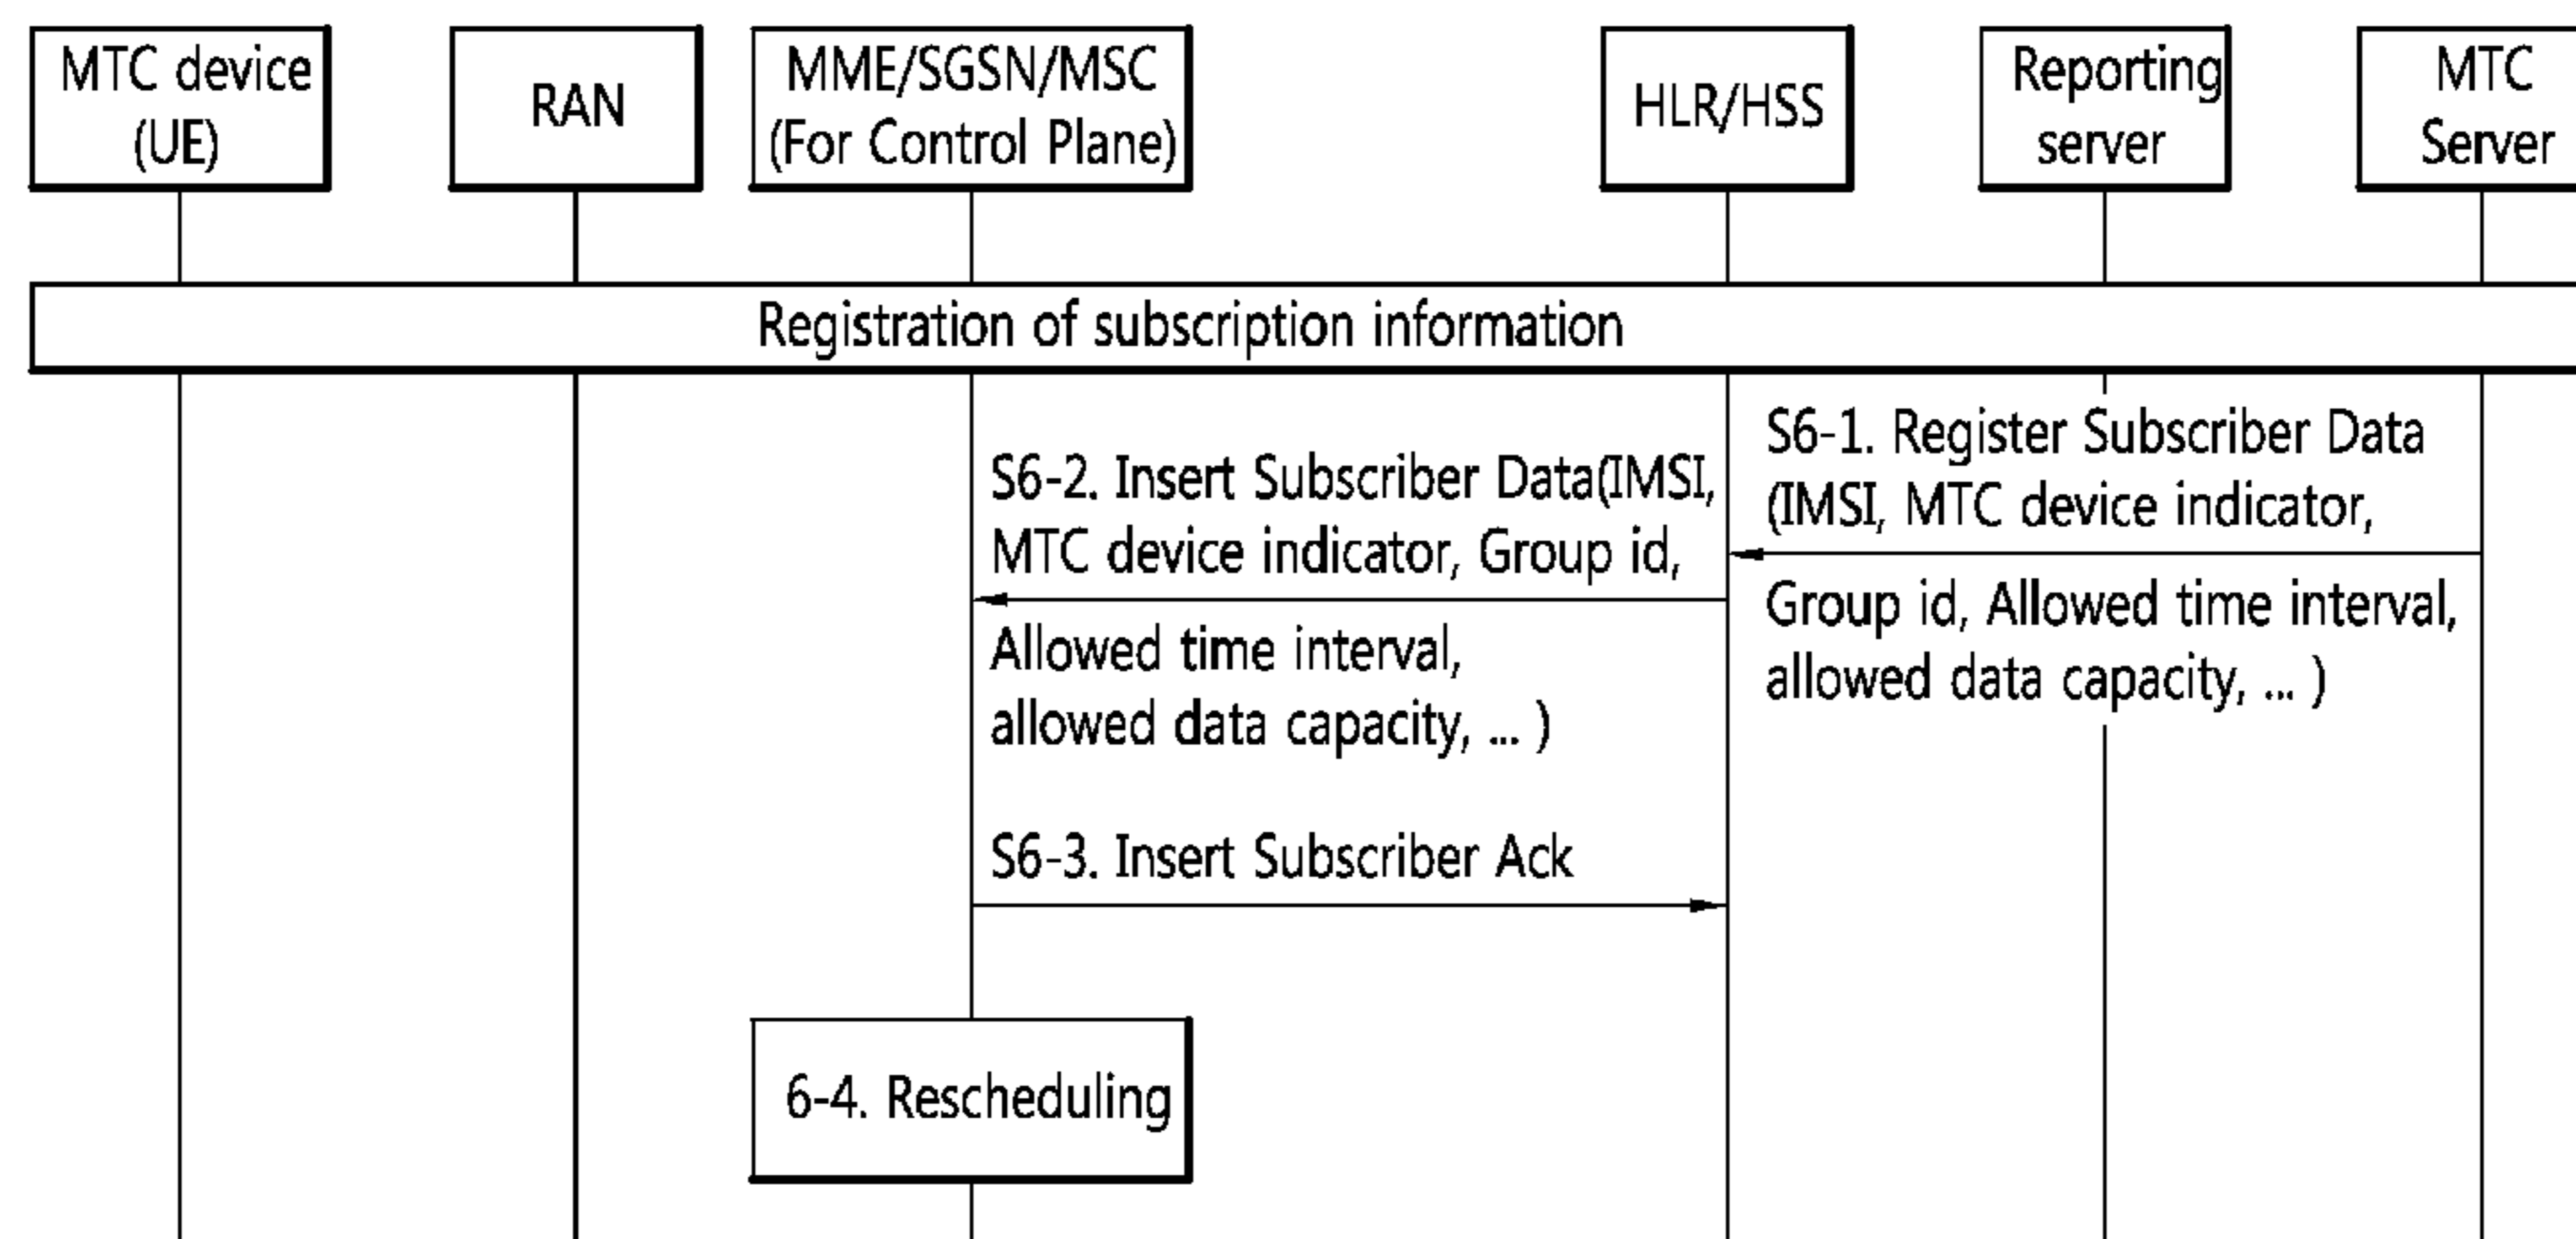 MTC device
(UE)
RAN
MME/SGSN/MSC
(For Control Plane)
HLR/HSS
Reporting
server
MTC
Server
Registration of subscription information
S6-1. Register Subscriber Data
(IMSI, MTC device indicator,
Group id, Allowed time interval,
allowed data capacity, ... )
S6-2. Insert Subscriber Data(IMSI,
MTC device indicator, Group id,
Allowed time interval,
allowed data capacity, ... )
S6-3. Insert Subscriber Ack
6-4. Rescheduling